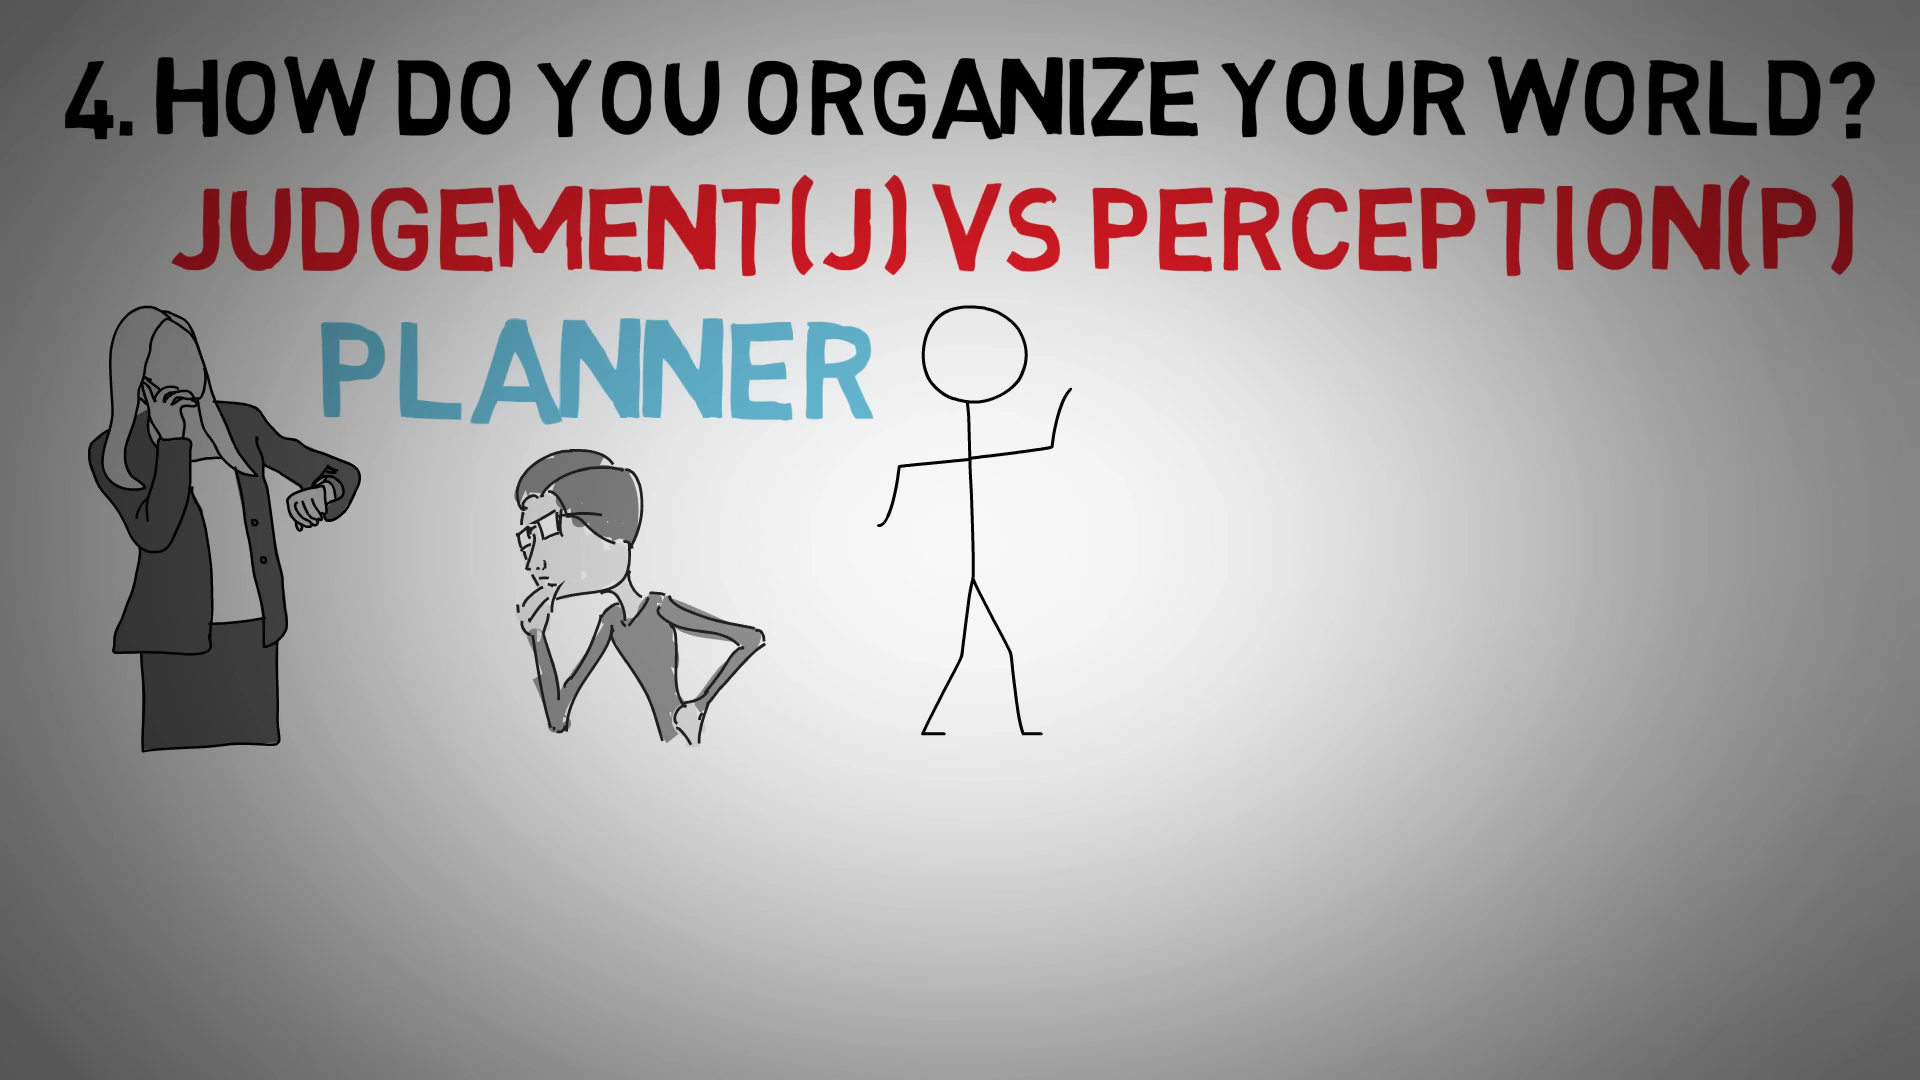 4. HOW DO YOU ORGANIZE YOUR WORLD?
JUDGEMENT(J) VS PERCEPTION(P)
PLANNER